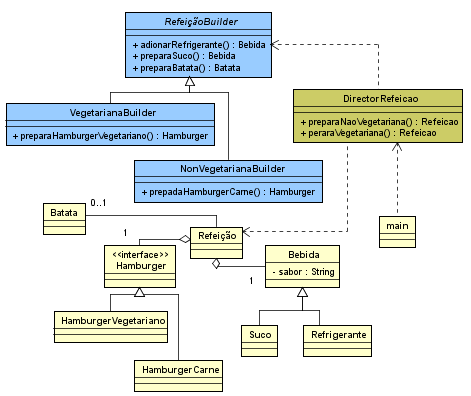 RefeiçãoBuilder
+ adionarRefrigerante() : Bebida
+ preparaSuco() : Bebida
+ preparaBatata() : Batata
VegetarianaBuilder
+ preparaHamburgerVegetariano() : Hamburger
DirectorRefeicao
+ preparaNaoVegetariana() : Refeicao
+ peraraVegetariana() : Refeicao
NonVegetarianaBuilder
+ prepadaHamburgerCarne() : Hamburger
Batata
0..1
main
1
Refeição
<<interface>>
Hamburger
Bebida
- sabor : String
1
HamburgerVegetariano
Suco
Refrigerante
HamburgerCarne